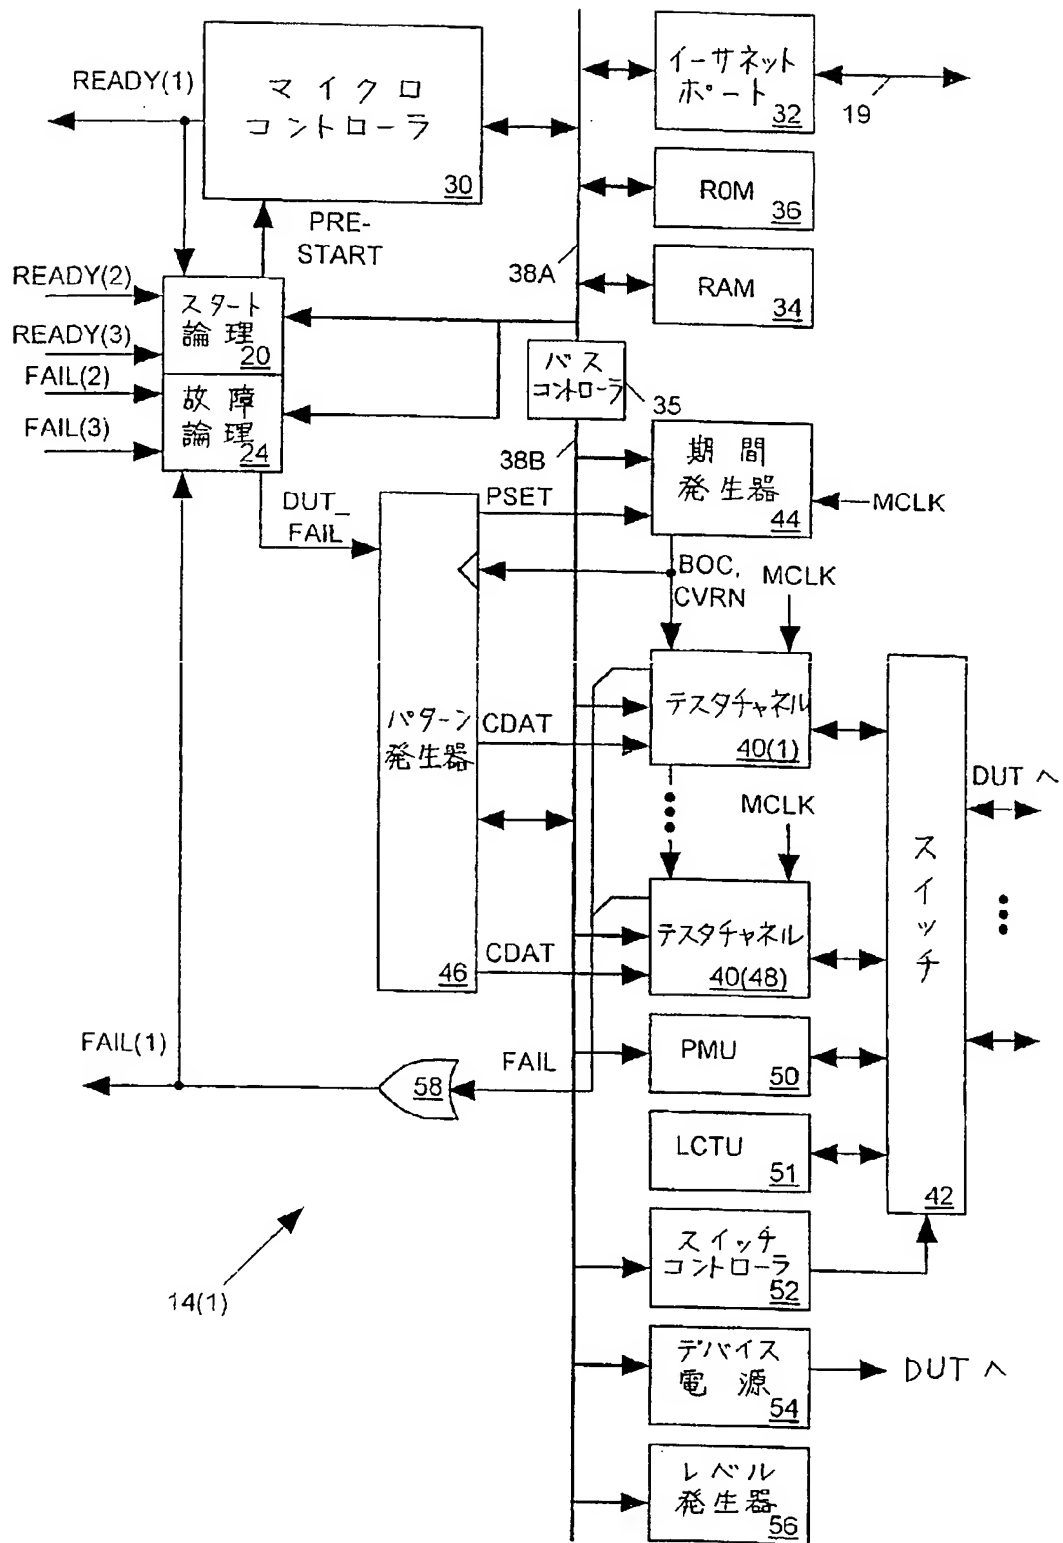 READY(1)
マイクロ
コントローラ
30
イーサネット
ポート
32
19
ROM
36
PRE-
START
38A
RAM
34
READY(2)
スタート
論理
20
READY(3)
FAIL(2)
故障
論理
24
FAIL(3)
バス
コントローラ
35
38B
期間
発生器
44
MCLK
DUT_
FAIL
PSET
BOC,
CVRN
MCLK
パターン
発生器
46
CDAT
テスタチャネル
40(1)
DUT へ
MCLK
スイッチ
42
CDAT
テスタチャネル
40(48)
FAIL(1)
58
FAIL
PMU
50
LCTU
51
スイッチ
コントローラ
52
14(1)
デバイス
電源
54
DUT へ
レベル
発生器
56